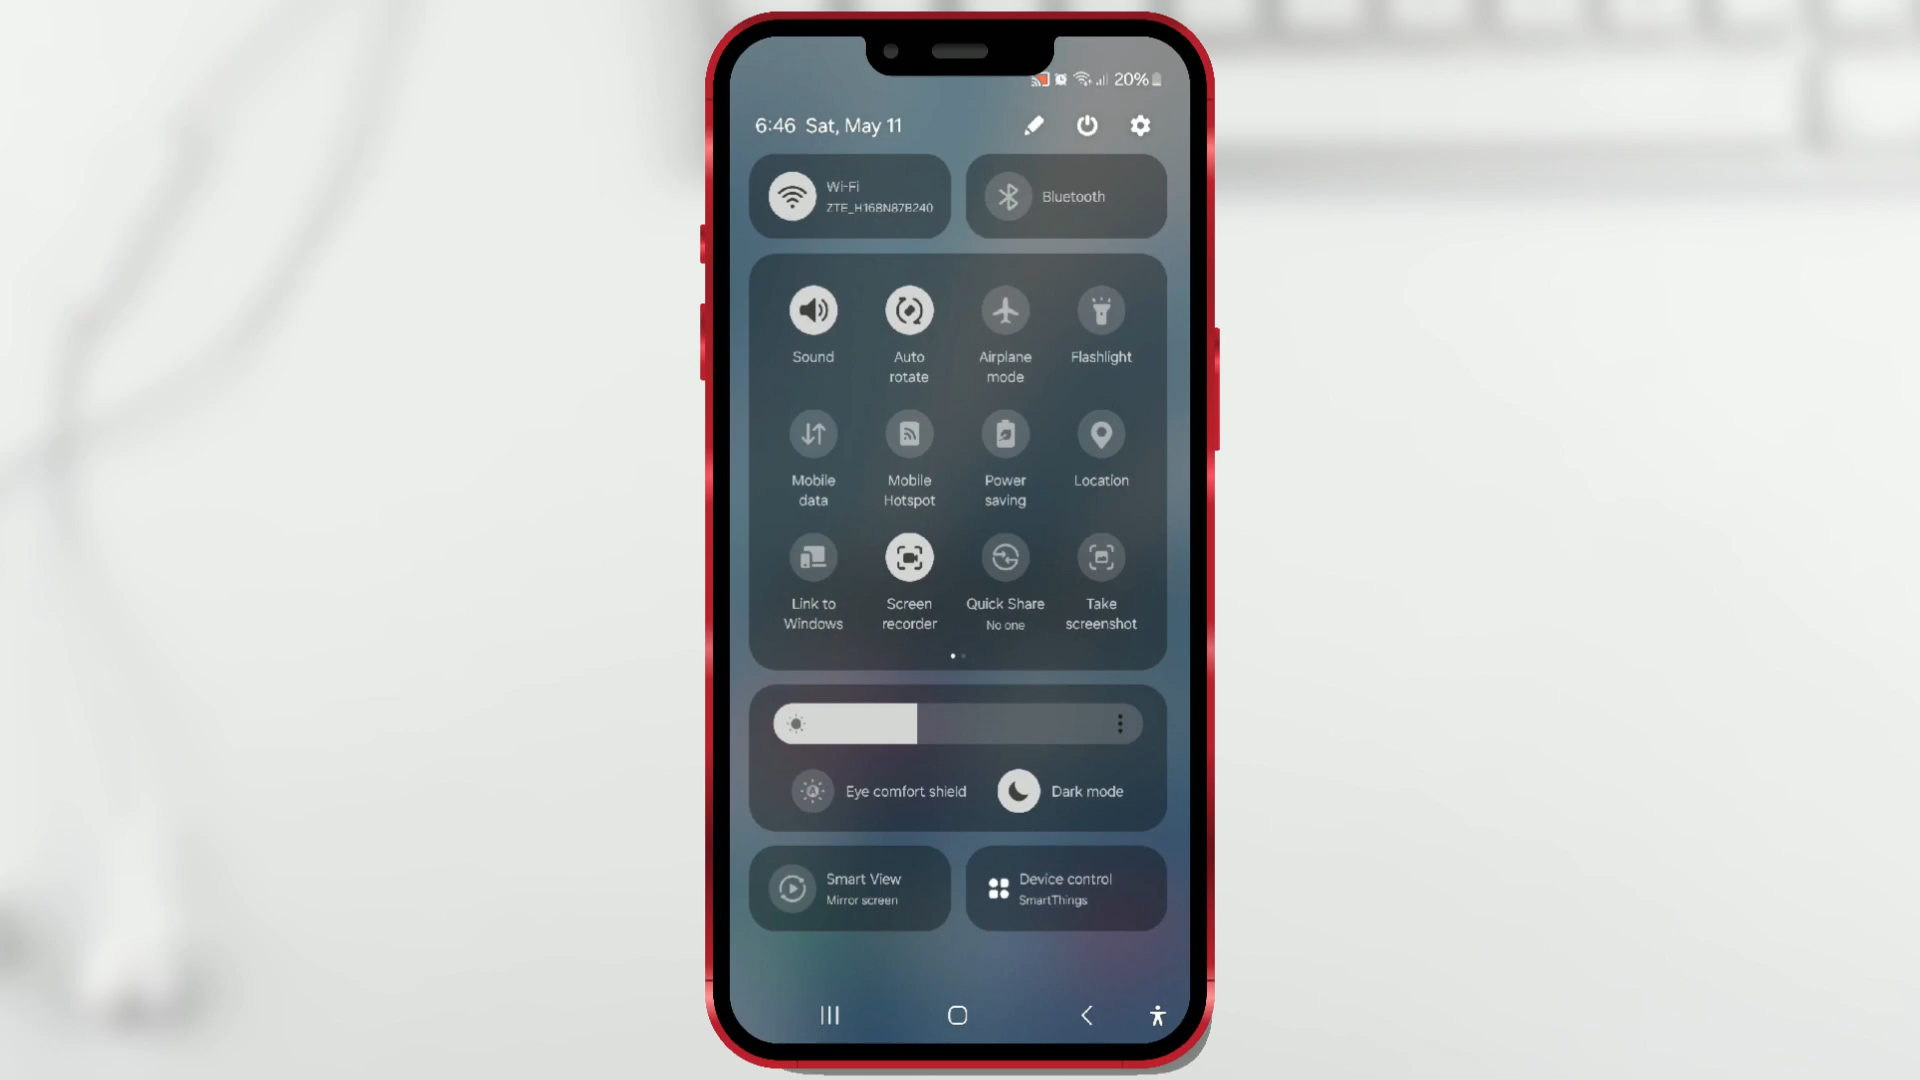 20%
6:46 Sat, May 11
Wi-Fi
ZTE_H168N87B240
Bluetooth
Sound
Auto
rotate
Airplane
mode
Flashlight
Mobile
data
Mobile
Hotspot
Power
saving
Location
Link to
Windows
Screen
recorder
Quick Share
No one
Take
screenshot
Eye comfort shield
Dark mode
Smart View
Mirror screen
Device control
SmartThings